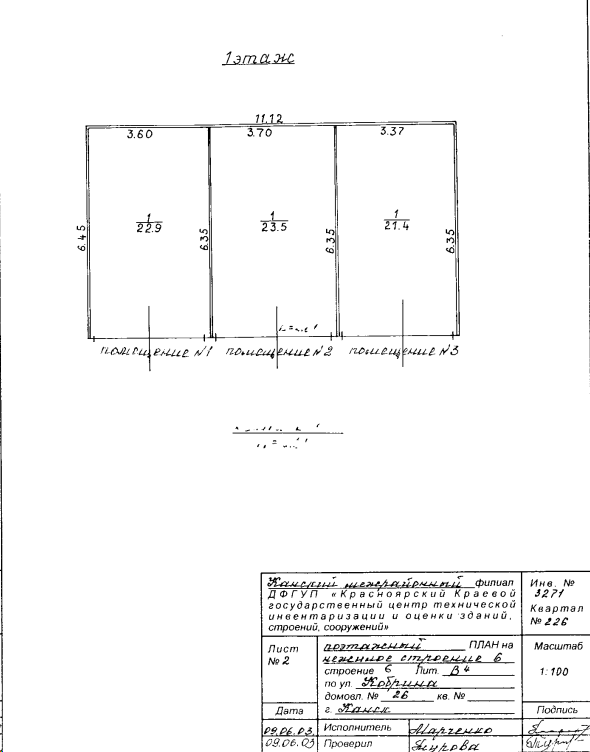 1 этаж
11.12
3.60 3.70 3.37
6.45
1
22.9
6.35
1
23.5
6.35
1
21.4
6.35
помещение №1 помещение №2 помещение №3
Канский межрайонный филиал
ДФГУП «Красноярский Краевой
государственный центр технической
инвентаризации и оценки зданий,
строений, сооружений»
Инв. №
3271
Квартал
№ 226
Лист
№ 2
поэтажный ПЛАН на
нежилое строение 6
строение 6 Лит. В4
по ул. Кобрина
домовл. № 26 кв. №
г. Канск
Масштаб
1:100
Дата
Подпись
09.06.03 Исполнитель Марченко
09.06.03 Проверил